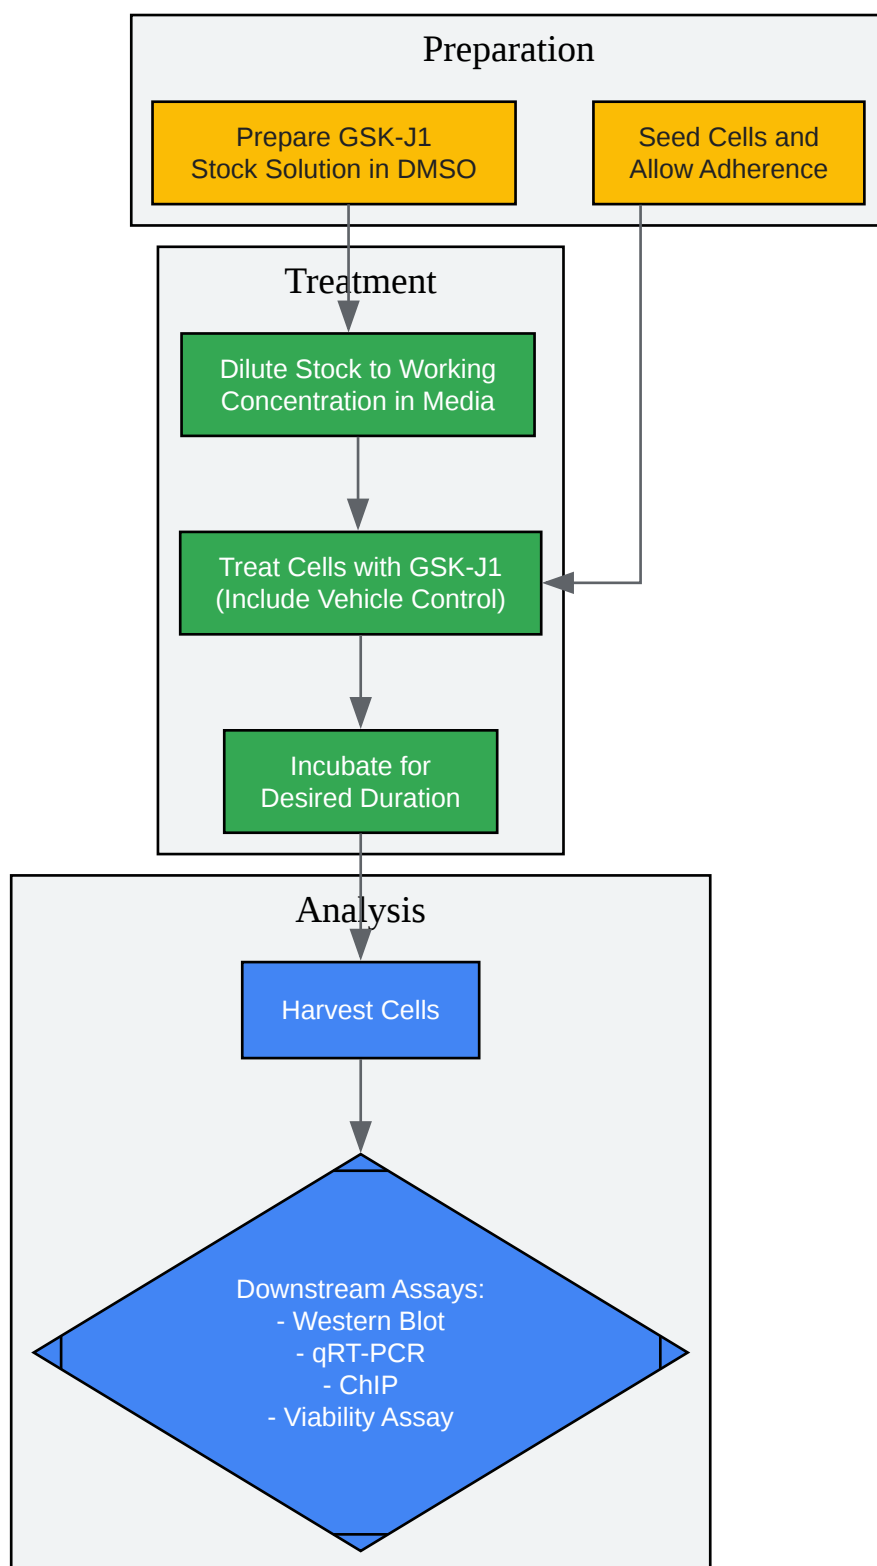 Preparation
Prepare GSK-J1
Stock Solution in DMSO
Seed Cells and
Allow Adherence
Treatment
Dilute Stock to Working
Concentration in Media
Treat Cells with GSK-J1
(Include Vehicle Control)
Incubate for
Desired Duration
Analysis
Harvest Cells
Downstream Assays:
- Western Blot
- qRT-PCR
- ChIP
- Viability Assay